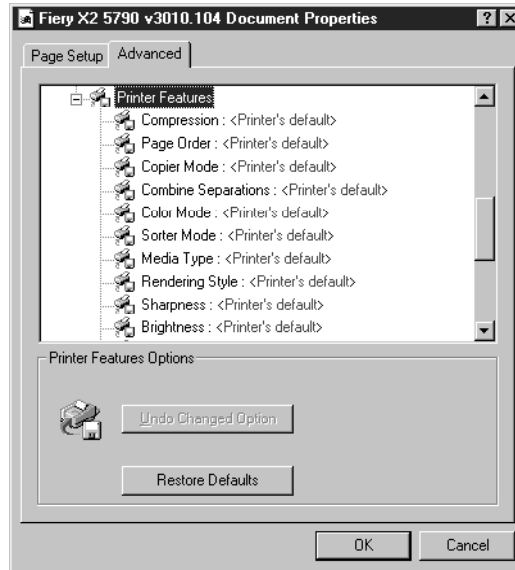 Fiery X2 5790 v3010.104 Document Properties
Page Setup Advanced
Printer Features
Compression : <Printer's default>
Page Order : <Printer's default>
Copier Mode : <Printer's default>
Combine Separations : <Printer's default>
Color Mode : <Printer's default>
Sorter Mode : <Printer's default>
Media Type : <Printer's default>
Rendering Style : <Printer's default>
Sharpness : <Printer's default>
Brightness : <Printer's default>
Printer Features Options
Undo Changed Option
Restore Defaults
OK Cancel